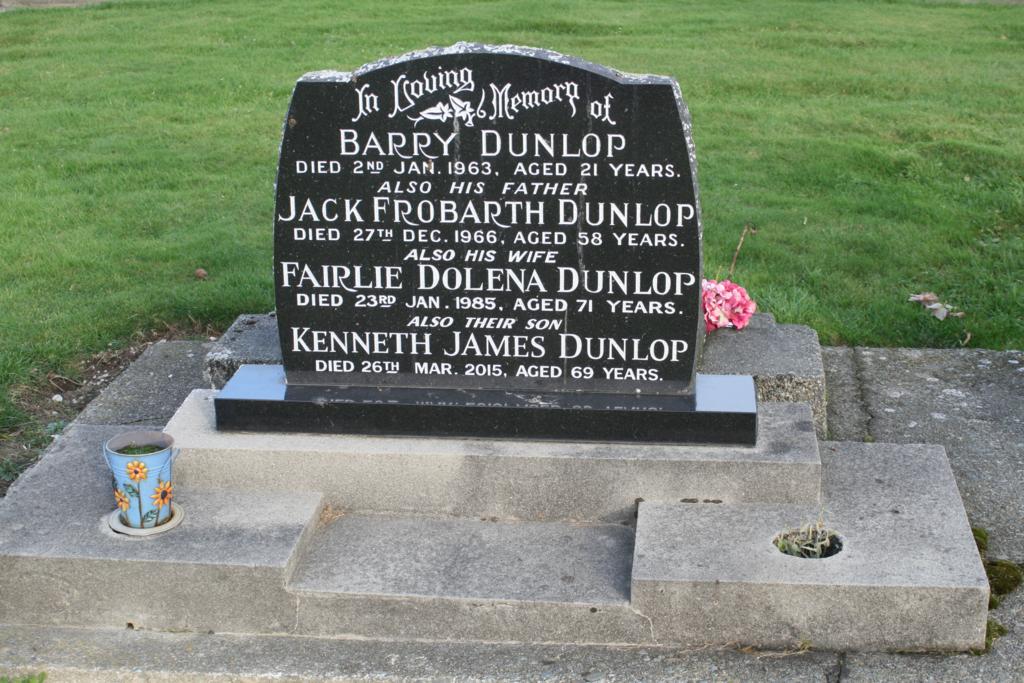 In Loving Memory of
BARRY DUNLOP
DIED 2ND JAN. 1963, AGED 21 YEARS.
ALSO HIS FATHER
JACK FROBARTH DUNLOP
DIED 27TH DEC. 1966, AGED 58 YEARS.
ALSO HIS WIFE
FAIRLIE DOLENA DUNLOP
DIED 23RD JAN. 1985, AGED 71 YEARS.
ALSO THEIR SON
KENNETH JAMES DUNLOP
DIED 26TH MAR. 2015, AGED 69 YEARS.